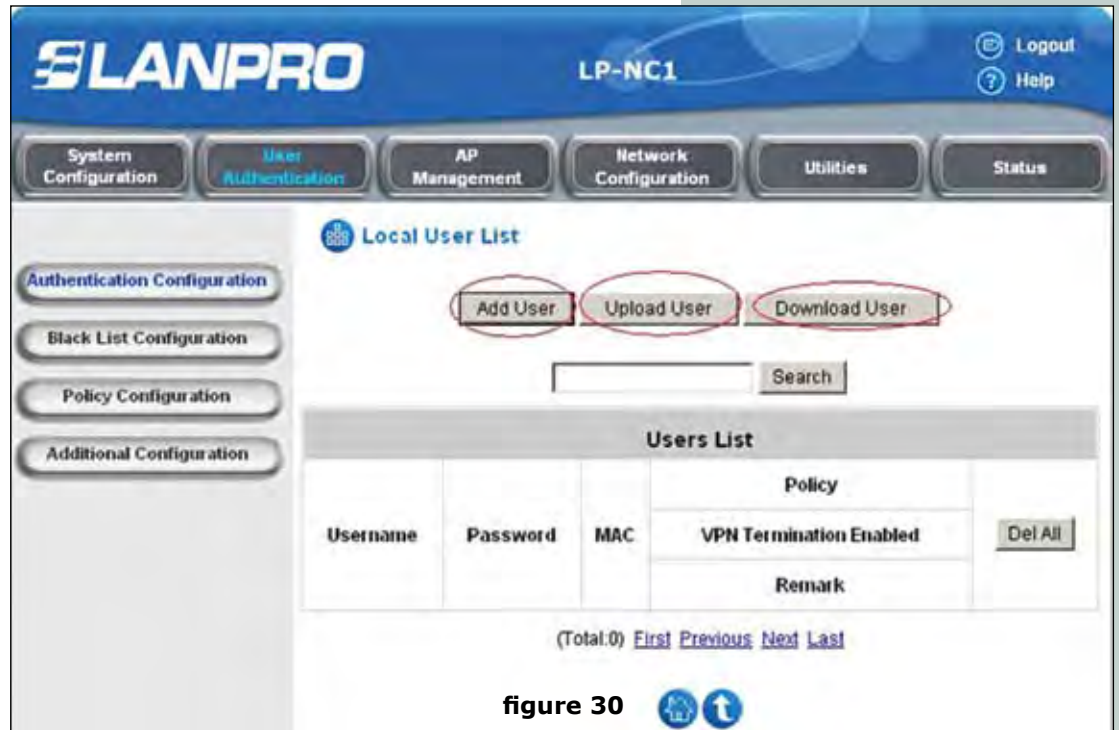 LANPRO
LP-NC1
Logout
Help
System Configuration
User Authentication
AP Management
Network Configuration
Utilities
Status
Authentication Configuration
Black List Configuration
Policy Configuration
Additional Configuration
Local User List
Add User Upload User Download User
Search
Users List
Username Password MAC
Policy
VPN Termination Enabled
Remark
Del All
(Total:0) First Previous Next Last
figure 30